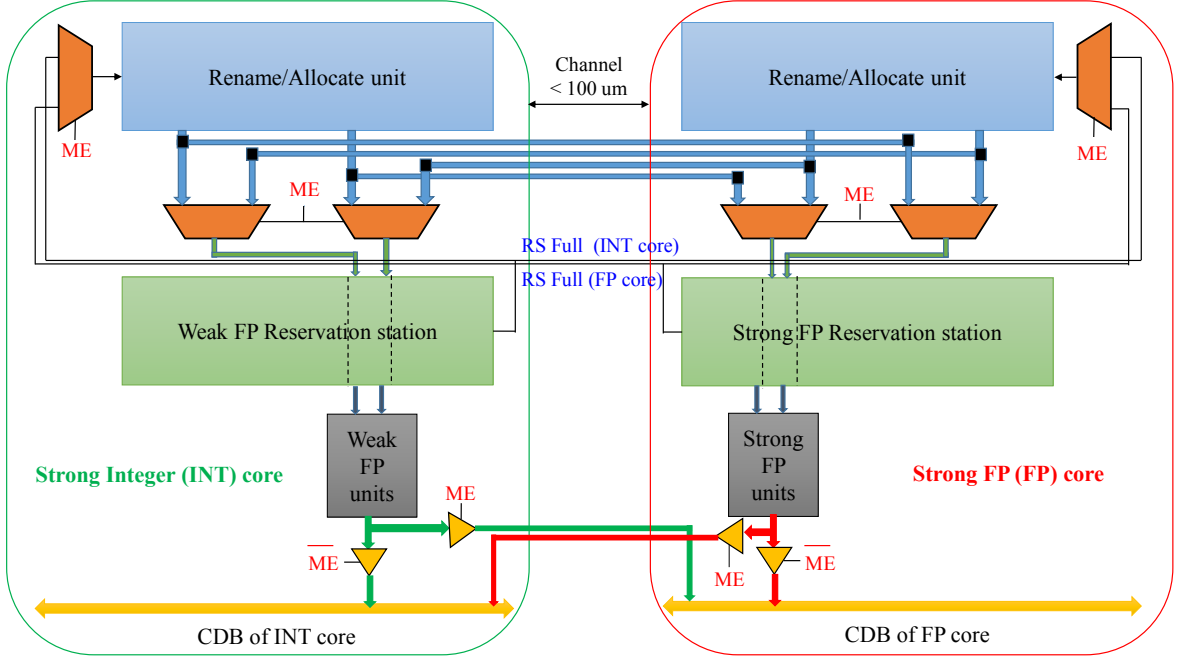 Rename/Allocate unit
Channel
< 100 um
Rename/Allocate unit
ME
ME
ME
ME
RS Full (INT core)
RS Full (FP core)
Weak FP Reservation station
Strong FP Reservation station
Weak
FP
units
Strong
FP
units
Strong Integer (INT) core
Strong FP (FP) core
ME
M̅E̅
ME
M̅E̅
CDB of INT core
CDB of FP core